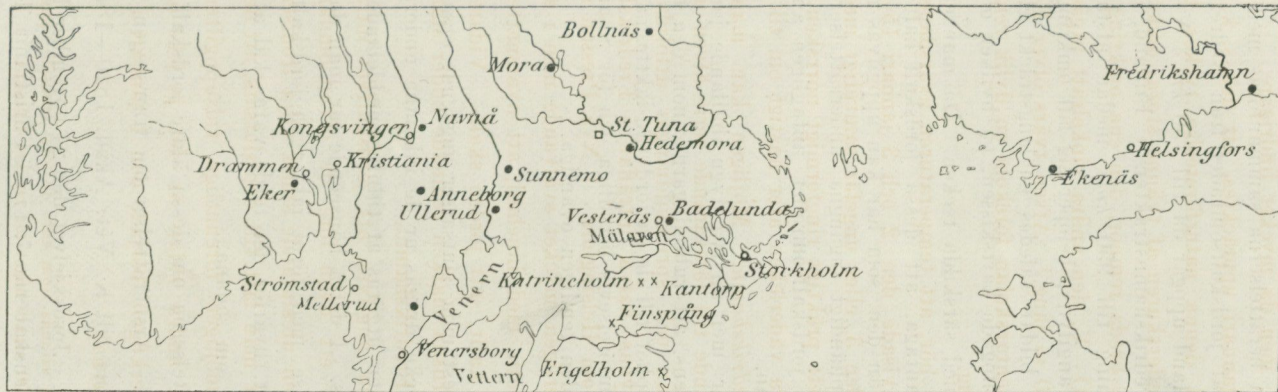 Bollnäs
Mora
Fredrikshamn
Kongsvinger
Navnå
St. Tuna
Hedemora
Helsingfors
Drammen
Kristiania
Eker
Sunnemo
Ekenäs
Anneborg
Ullerud
Vesterås
Badelunda
Mälaren
Stockholm
Strömstad
Mellerud
Venern
Katrineholm
Kantorp
Finspång
Venersborg
Vettern
Engelholm